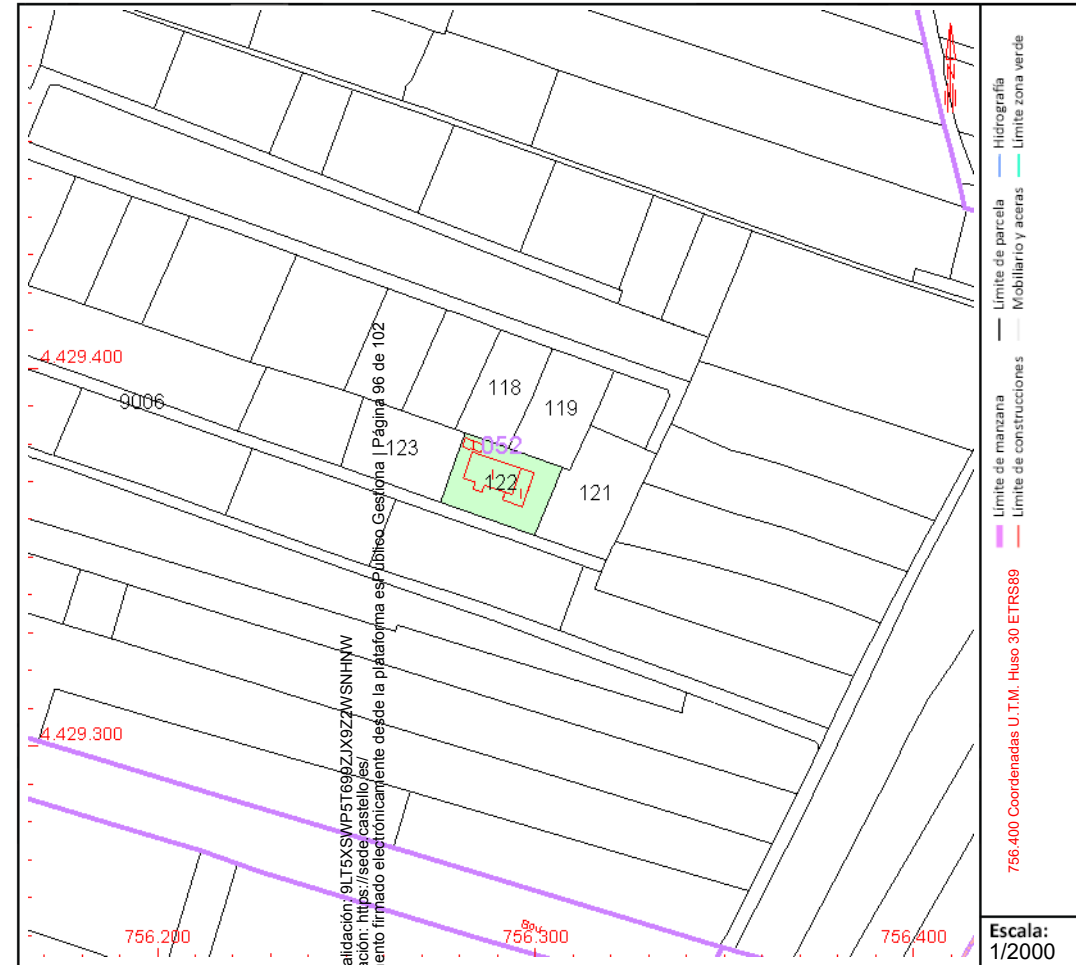 4.429.400
9006
118
119
052
123
122
121
4.429.300
Bou
756.200
756.300
756.400
alidación: 9LT5XSWP5T699ZJX9Z2WSNHNW
ación: https://sede.castello.es/
ento firmado electrónicamente desde la plataforma esPublico Gestiona | Página 96 de 102
N
Hidrografía
Límite zona verde
Límite de parcela
Mobiliario y aceras
Límite de manzana
Límite de construcciones
756.400 Coordenadas U.T.M. Huso 30 ETRS89
Escala:
1/2000